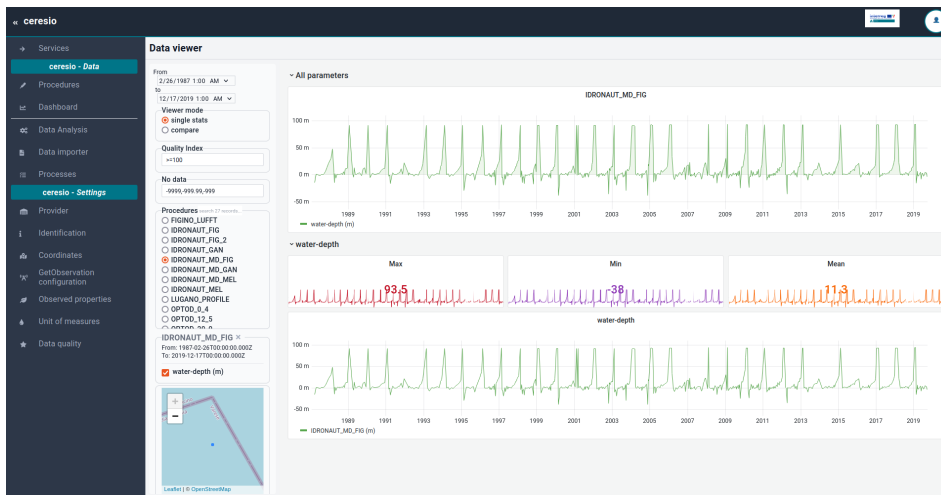 « ceresio
Services
ceresio - Data
Procedures
Dashboard
Data Analysis
Data importer
Processes
ceresio - Settings
Provider
Identification
Coordinates
GetObservation
configuration
Observed properties
Unit of measures
Data quality
Data viewer
From
2/26/1987 1:00 AM
to
12/17/2019 1:00 AM
Viewer mode
single stats
compare
Quality Index
>=100
No data
-9999,-999.99,-999
Procedures search 27 records...
FIGINO_LUFFT
IDRONAUT_FIG
IDRONAUT_FIG_2
IDRONAUT_GAN
IDRONAUT_MD_FIG
IDRONAUT_MD_GAN
IDRONAUT_MD_MEL
IDRONAUT_MEL
LUGANO_PROFILE
OPTOD_0_4
OPTOD_12_5
IDRONAUT_MD_FIG ×
From: 1987-02-26T00:00:00.000Z
To: 2019-12-17T00:00:00.000Z
water-depth (m)
+
−
Leaflet | © OpenStreetMap
All parameters
IDRONAUT_MD_FIG
100 m
50 m
0 m
-50 m
1989 1991 1993 1995 1997 1999 2001 2003 2005 2007 2009 2011 2013 2015 2017 2019
water-depth (m)
water-depth
Max
93.5
Min
-38
Mean
11.3
water-depth
100 m
50 m
0 m
-50 m
1989 1991 1993 1995 1997 1999 2001 2003 2005 2007 2009 2011 2013 2015 2017 2019
IDRONAUT_MD_FIG (m)